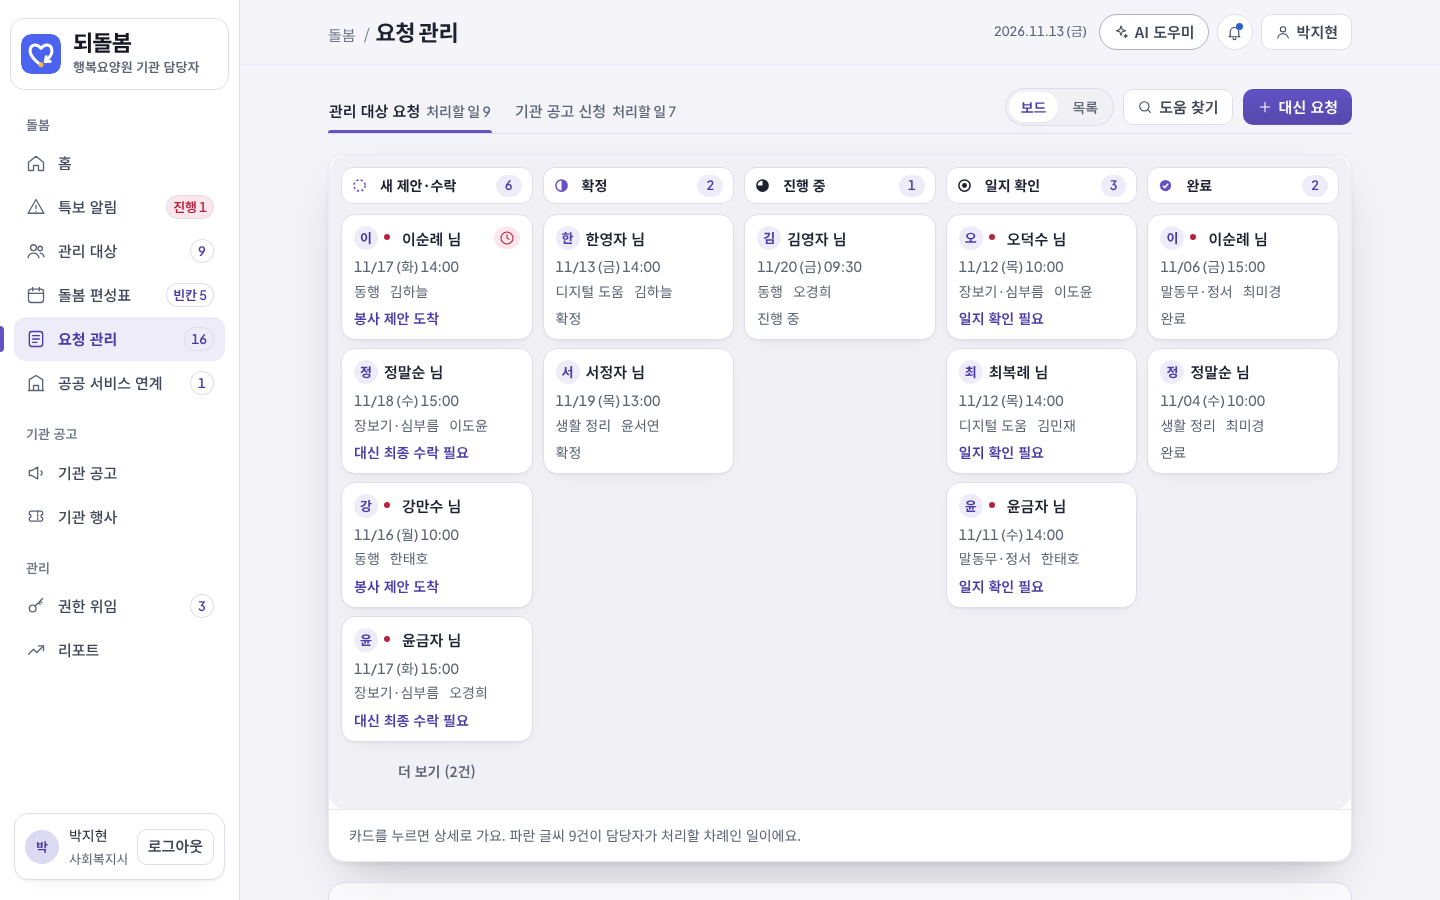 되돌봄
행복요양원 기관 담당자
돌봄
홈
특보 알림 진행 1
관리 대상 9
돌봄 편성표 빈칸 5
요청 관리 16
공공 서비스 연계 1
기관 공고
기관 공고
기관 행사
관리
권한 위임 3
리포트
박 박지현
사회복지사
로그아웃
돌봄 / 요청 관리
2026.11.13 (금) AI 도우미 박지현
관리 대상 요청 처리할 일 9 기관 공고 신청 처리할 일 7
보드 목록 도움 찾기 + 대신 요청
새 제안·수락 6
이 이순례 님
11/17 (화) 14:00
동행 김하늘
봉사 제안 도착
정 정말순 님
11/18 (수) 15:00
장보기·심부름 이도윤
대신 최종 수락 필요
강 강만수 님
11/16 (월) 10:00
동행 한태호
봉사 제안 도착
윤 윤금자 님
11/17 (화) 15:00
장보기·심부름 오경희
대신 최종 수락 필요
더 보기 (2건)
확정 2
한 한영자 님
11/13 (금) 14:00
디지털 도움 김하늘
확정
서 서정자 님
11/19 (목) 13:00
생활 정리 윤서연
확정
진행 중 1
김 김영자 님
11/20 (금) 09:30
동행 오경희
진행 중
일지 확인 3
오 오덕수 님
11/12 (목) 10:00
장보기·심부름 이도윤
일지 확인 필요
최 최복례 님
11/12 (목) 14:00
디지털 도움 김민재
일지 확인 필요
윤 윤금자 님
11/11 (수) 14:00
말동무·정서 한태호
일지 확인 필요
완료 2
이 이순례 님
11/06 (금) 15:00
말동무·정서 최미경
완료
정 정말순 님
11/04 (수) 10:00
생활 정리 최미경
완료
카드를 누르면 상세로 가요. 파란 글씨 9건이 담당자가 처리할 차례인 일이에요.